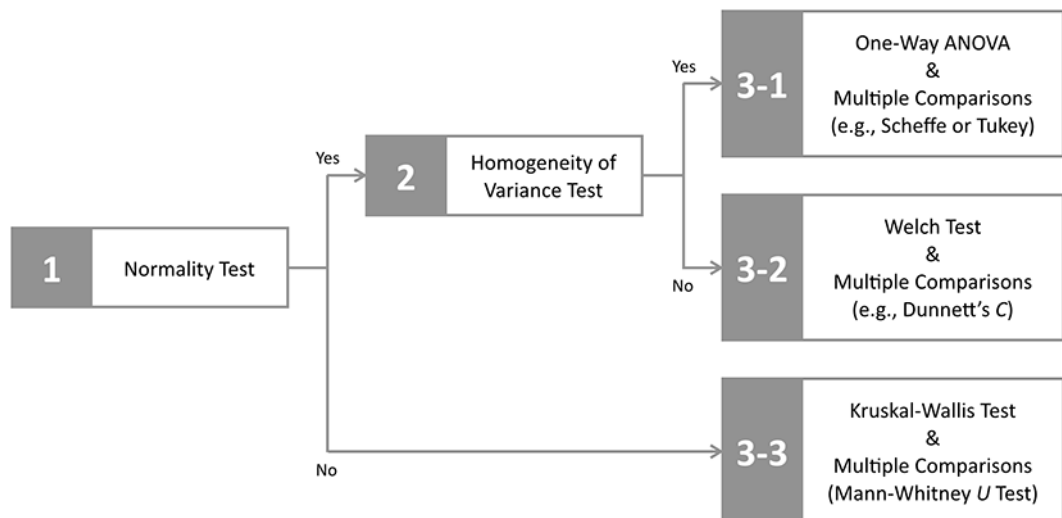 1
Normality Test
Yes
No
2
Homogeneity of
Variance Test
Yes
No
3-1
One-Way ANOVA
&
Multiple Comparisons
(e.g., Scheffe or Tukey)
3-2
Welch Test
&
Multiple Comparisons
(e.g., Dunnett’s C)
3-3
Kruskal-Wallis Test
&
Multiple Comparisons
(Mann-Whitney U Test)